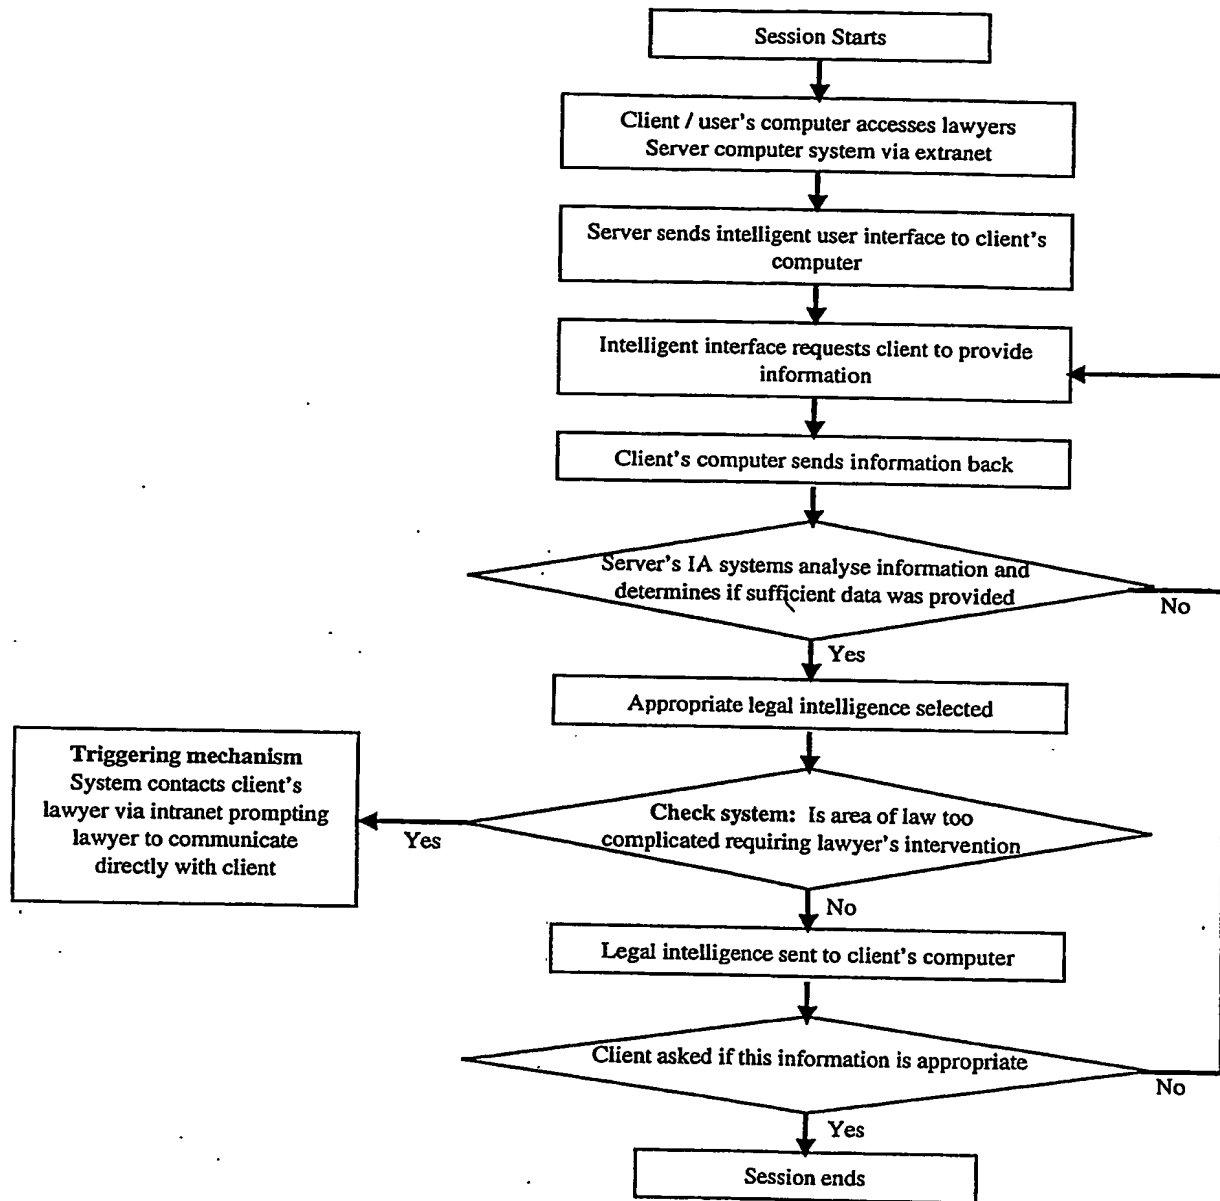 Session Starts
Client / user's computer accesses lawyers
Server computer system via extranet
Server sends intelligent user interface to client's
computer
Intelligent interface requests client to provide
information
Client's computer sends information back
Server's IA systems analyse information and
determines if sufficient data was provided
No
Yes
Appropriate legal intelligence selected
Triggering mechanism
System contacts client's
lawyer via intranet prompting
lawyer to communicate
directly with client
Yes
Check system: Is area of law too
complicated requiring lawyer's intervention
No
Legal intelligence sent to client's computer
Client asked if this information is appropriate
No
Yes
Session ends